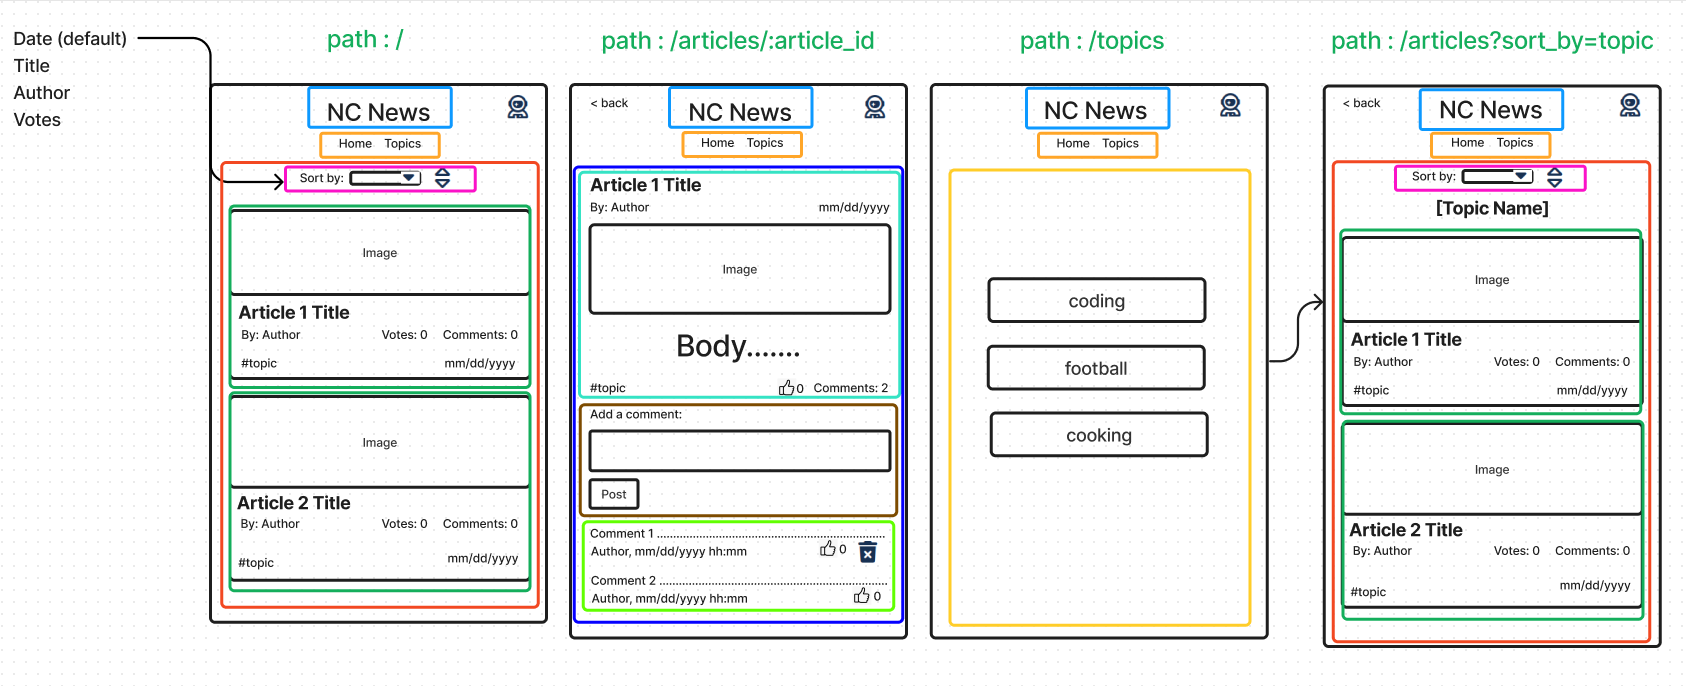 Date (default)
Title
Author
Votes
path : /
NC News
Home Topics
Sort by:
Image
Article 1 Title
By: Author Votes: 0 Comments: 0
#topic mm/dd/yyyy
Image
Article 2 Title
By: Author Votes: 0 Comments: 0
#topic mm/dd/yyyy
path : /articles/:article_id
< back
NC News
Home Topics
Article 1 Title
By: Author mm/dd/yyyy
Image
Body.......
#topic 0 Comments: 2
Add a comment:
Post
Comment 1 ..........................................................
Author, mm/dd/yyyy hh:mm 0
Comment 2 ..........................................................
Author, mm/dd/yyyy hh:mm 0
path : /topics
NC News
Home Topics
coding
football
cooking
path : /articles?sort_by=topic
< back
NC News
Home Topics
Sort by:
[Topic Name]
Image
Article 1 Title
By: Author Votes: 0 Comments: 0
#topic mm/dd/yyyy
Image
Article 2 Title
By: Author Votes: 0 Comments: 0
#topic mm/dd/yyyy